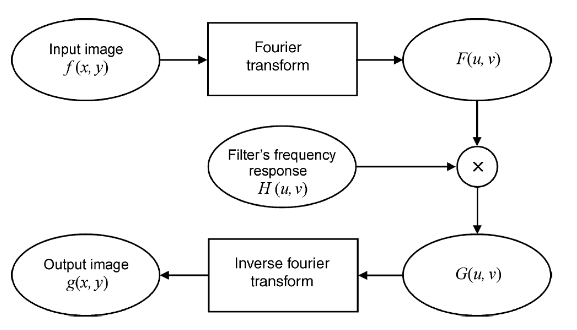 Input image
f(x, y)
Fourier
transform
F(u, v)
Filter's frequency
response
H(u, v)
×
Output image
g(x, y)
Inverse fourier
transform
G(u, v)